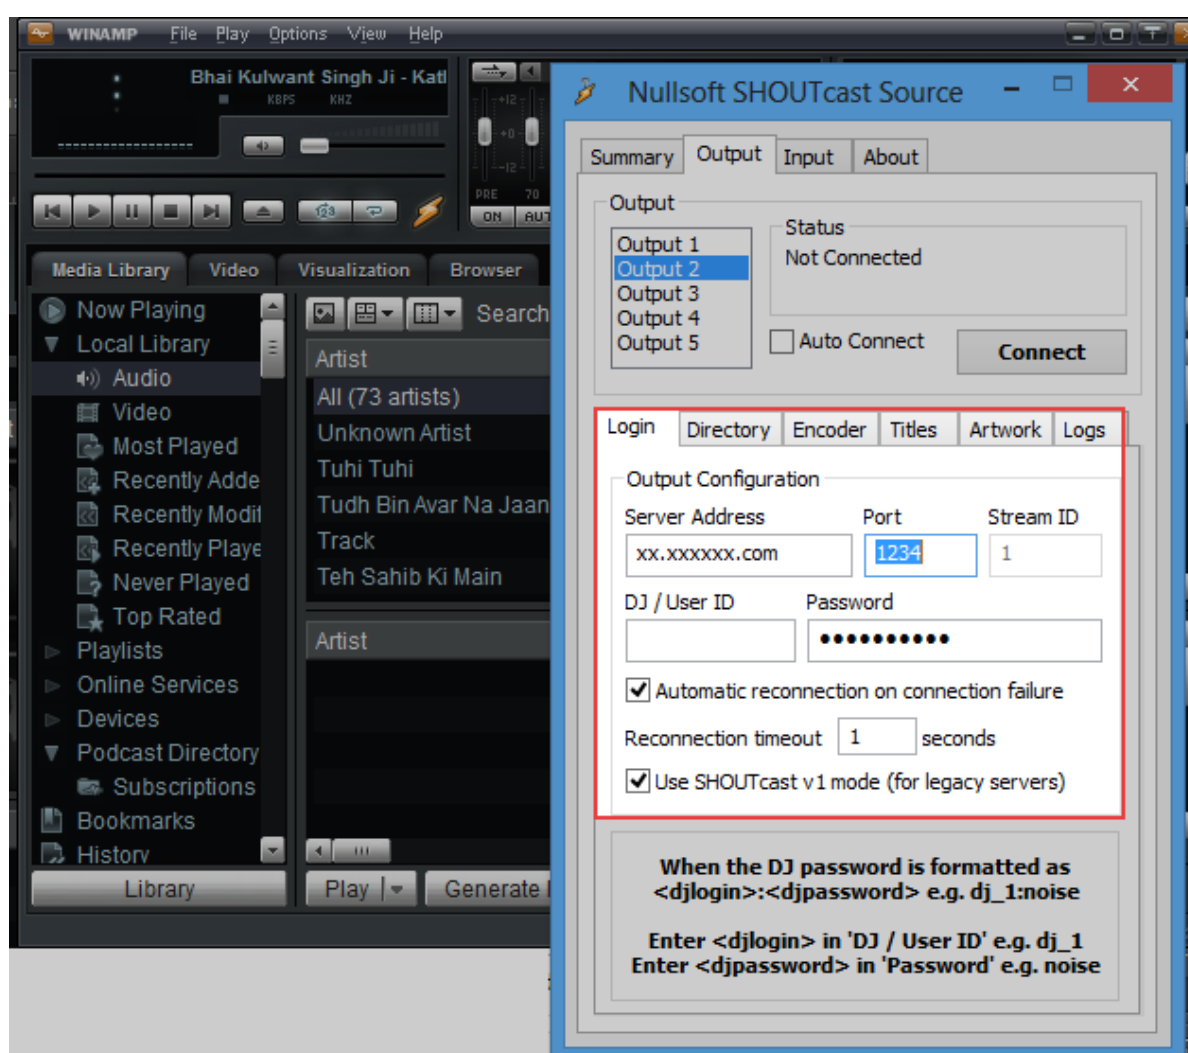 WINAMP File Play Options View Help
Bhai Kulwant Singh Ji - Katl
KBPS KHZ
+12
+0
-12
PRE 70
ON AUT
Media Library Video Visualization Browser
Now Playing
Local Library
Audio
Video
Most Played
Recently Adde
Recently Modif
Recently Playe
Never Played
Top Rated
Playlists
Online Services
Devices
Podcast Directory
Subscriptions
Bookmarks
History
Library
Search
Artist
All (73 artists)
Unknown Artist
Tuhi Tuhi
Tudh Bin Avar Na Jaan
Track
Teh Sahib Ki Main
Artist
Play Generate
Nullsoft SHOUTcast Source
Summary Output Input About
Output
Output 1
Output 2
Output 3
Output 4
Output 5
Status
Not Connected
Auto Connect
Connect
Login Directory Encoder Titles Artwork Logs
Output Configuration
Server Address Port Stream ID
xx.xxxxxx.com 1234 1
DJ / User ID Password
••••••••••
Automatic reconnection on connection failure
Reconnection timeout 1 seconds
Use SHOUTcast v1 mode (for legacy servers)
When the DJ password is formatted as
<djlogin>:<djpassword> e.g. dj_1:noise
Enter <djlogin> in 'DJ / User ID' e.g. dj_1
Enter <djpassword> in 'Password' e.g. noise